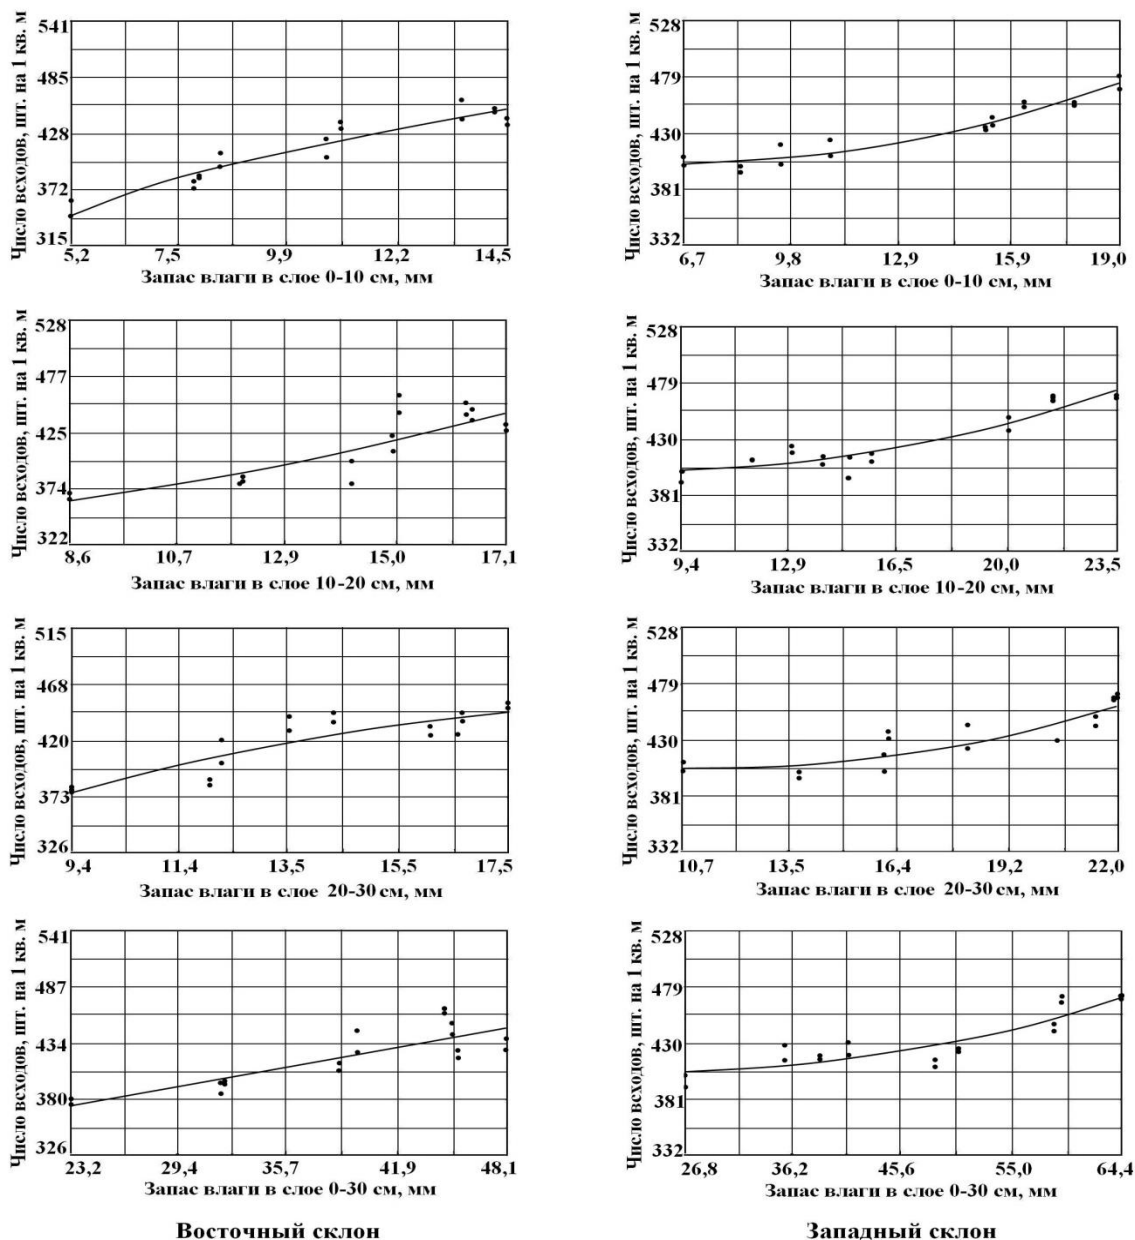 Число всходов, шт. на 1 кв. м
541
485
428
372
315
5,2 7,5 9,9 12,2 14,5
Запас влаги в слое 0-10 см, мм
Число всходов, шт. на 1 кв. м
528
479
430
381
332
6,7 9,8 12,9 15,9 19,0
Запас влаги в слое 0-10 см, мм
Число всходов, шт. на 1 кв. м
528
477
425
374
322
8,6 10,7 12,9 15,0 17,1
Запас влаги в слое 10-20 см, мм
Число всходов, шт. на 1 кв. м
528
479
430
381
332
9,4 12,9 16,5 20,0 23,5
Запас влаги в слое 10-20 см, мм
Число всходов, шт. на 1 кв. м
515
468
420
373
326
9,4 11,4 13,5 15,5 17,5
Запас влаги в слое 20-30 см, мм
Число всходов, шт. на 1 кв. м
528
479
430
381
332
10,7 13,5 16,4 19,2 22,0
Запас влаги в слое 20-30 см, мм
Число всходов, шт. на 1 кв. м
541
487
434
380
326
23,2 29,4 35,7 41,9 48,1
Запас влаги в слое 0-30 см, мм
Число всходов, шт. на 1 кв. м
528
479
430
381
332
26,8 36,2 45,6 55,0 64,4
Запас влаги в слое 0-30 см, мм
Восточный склон
Западный склон